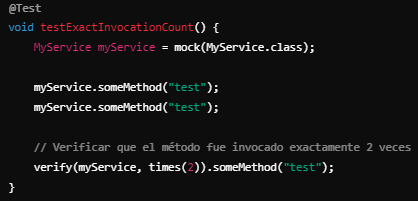 @Test
void testExactInvocationCount() {
    MyService myService = mock(MyService.class);

    myService.someMethod("test");
    myService.someMethod("test");

    // Verificar que el método fue invocado exactamente 2 veces
    verify(myService, times(2)).someMethod("test");
}